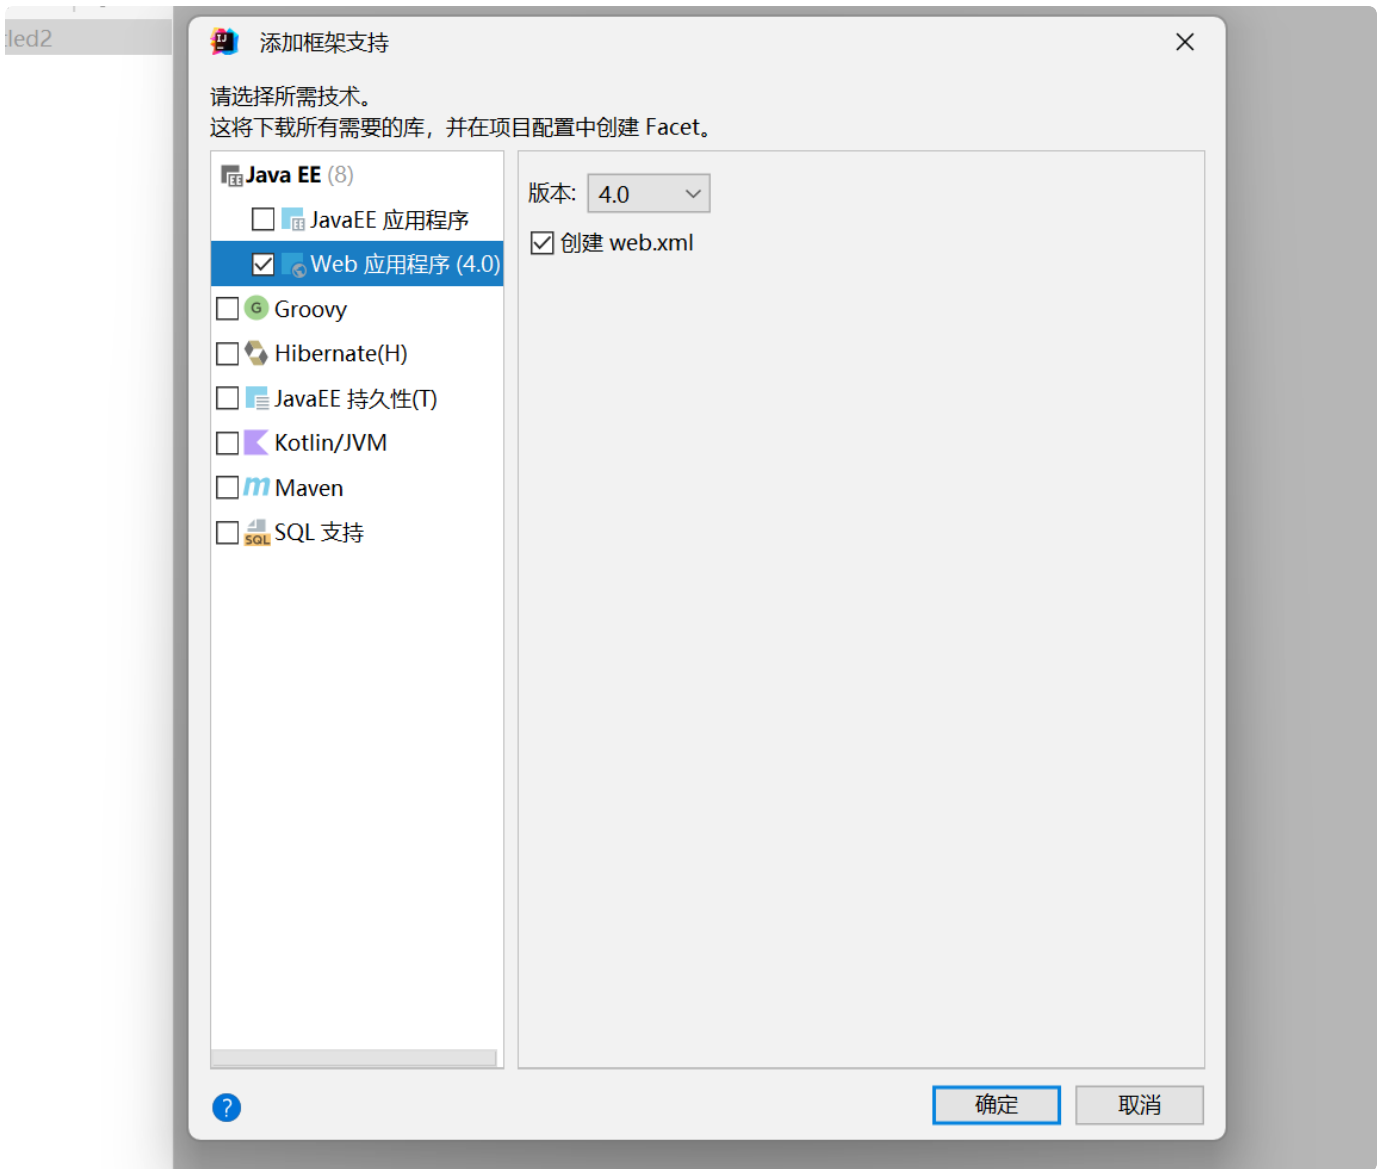 添加框架支持
请选择所需技术。
这将下载所有需要的库，并在项目配置中创建 Facet。
Java EE (8)
JavaEE 应用程序
Web 应用程序 (4.0)
Groovy
Hibernate(H)
JavaEE 持久性(T)
Kotlin/JVM
Maven
SQL 支持
版本: 4.0
创建 web.xml
确定
取消